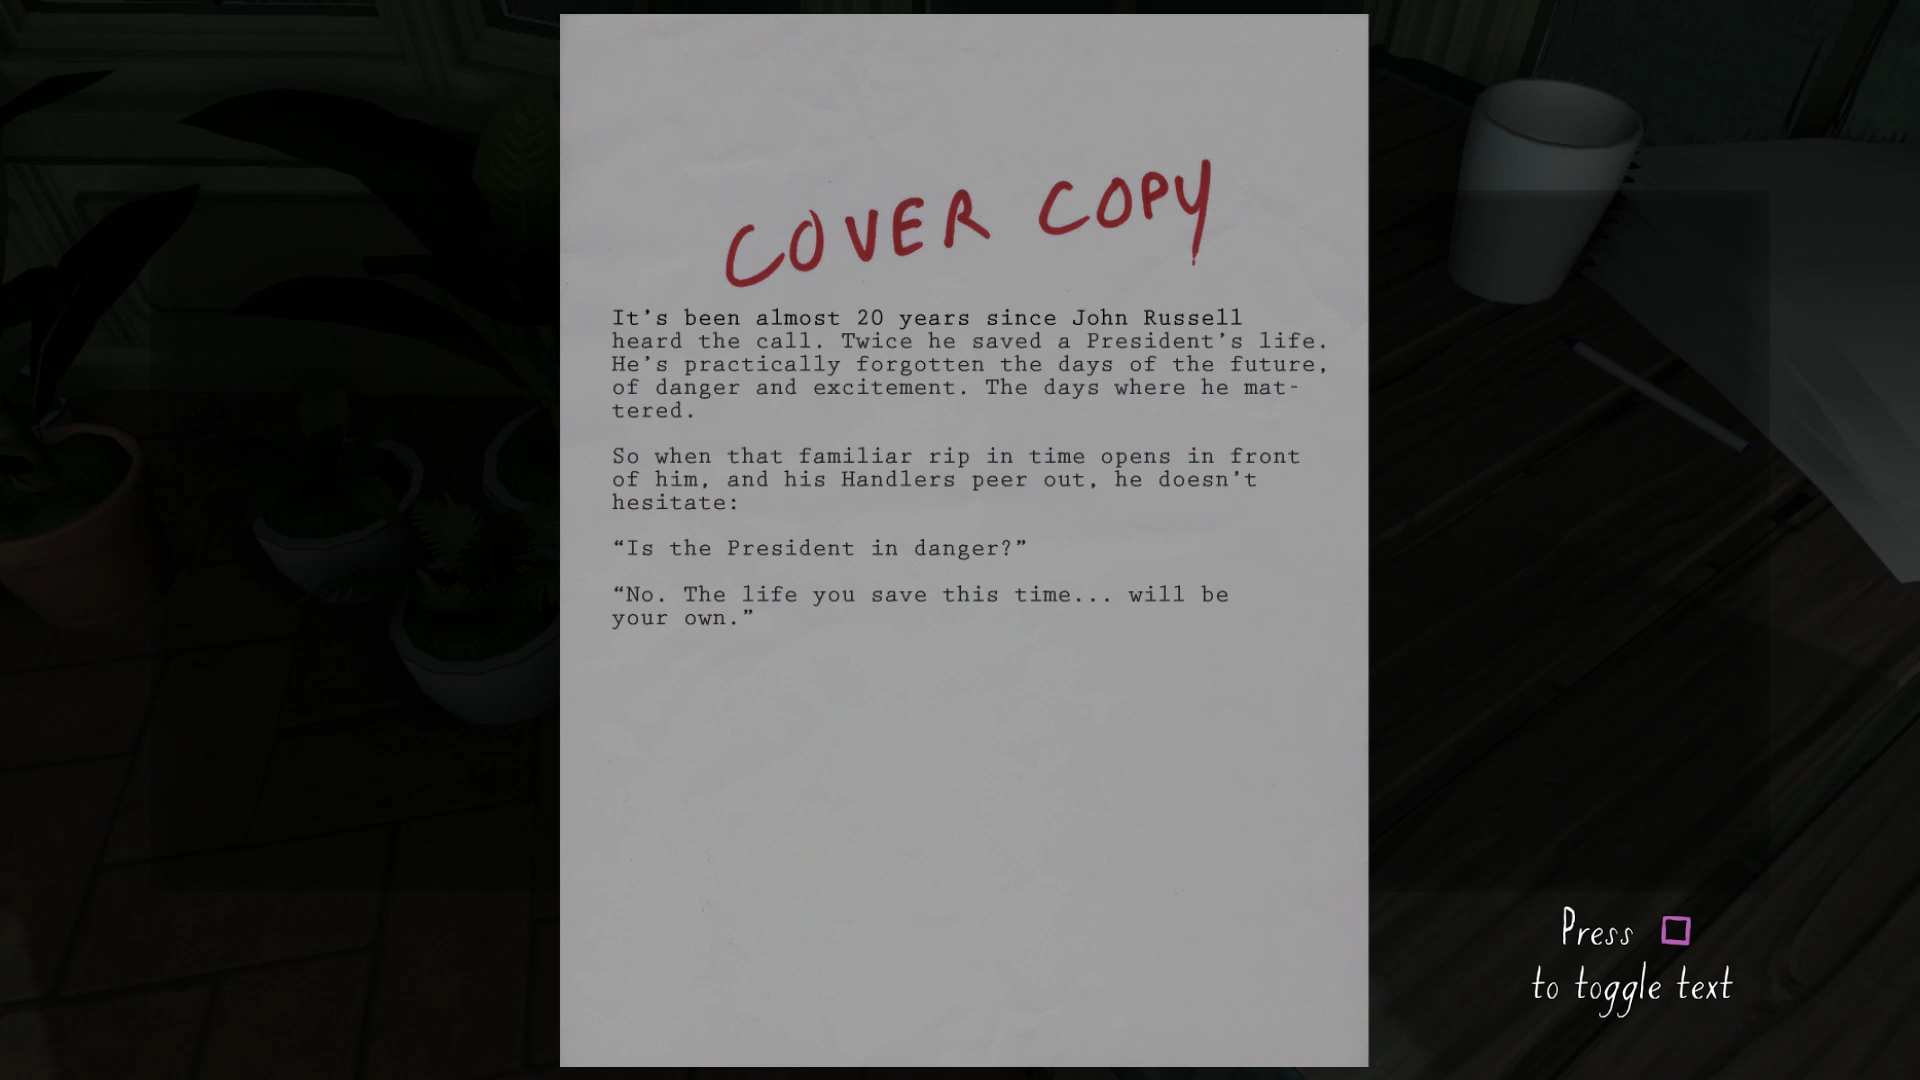 COVER COPY
It’s been almost 20 years since John Russell
heard the call. Twice he saved a President’s life.
He’s practically forgotten the days of the future,
of danger and excitement. The days where he mat-
tered.
So when that familiar rip in time opens in front
of him, and his Handlers peer out, he doesn’t
hesitate:
“Is the President in danger?”
“No. The life you save this time... will be
your own.”
Press
to toggle text